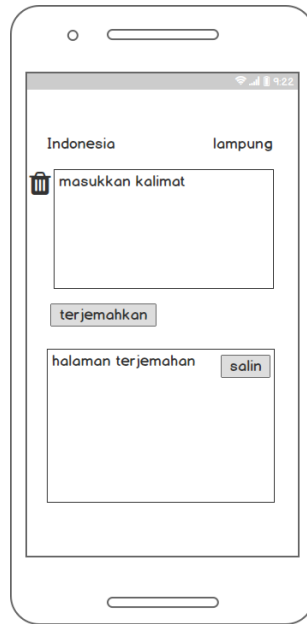 9:22
Indonesia lampung
masukkan kalimat
terjemahkan
halaman terjemahan salin